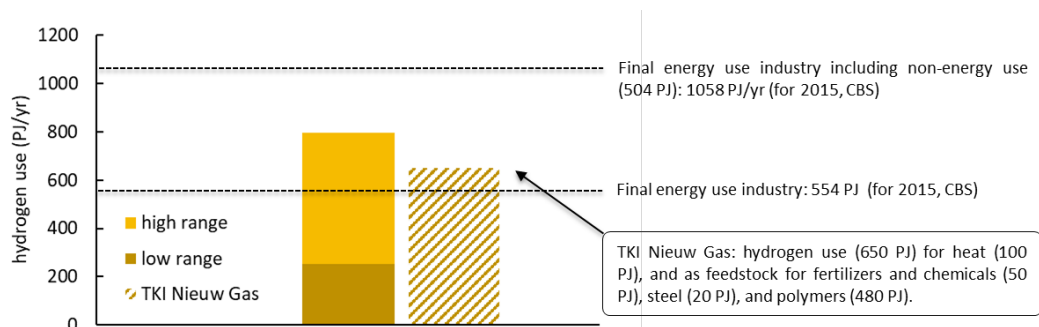 1200
1000
800
600
400
200
0
hydrogen use (PJ/yr)
high range
low range
TKI Nieuw Gas
Final energy use industry including non-energy use
(504 PJ): 1058 PJ/yr (for 2015, CBS)
Final energy use industry: 554 PJ (for 2015, CBS)
TKI Nieuw Gas: hydrogen use (650 PJ) for heat (100
PJ), and as feedstock for fertilizers and chemicals (50
PJ), steel (20 PJ), and polymers (480 PJ).